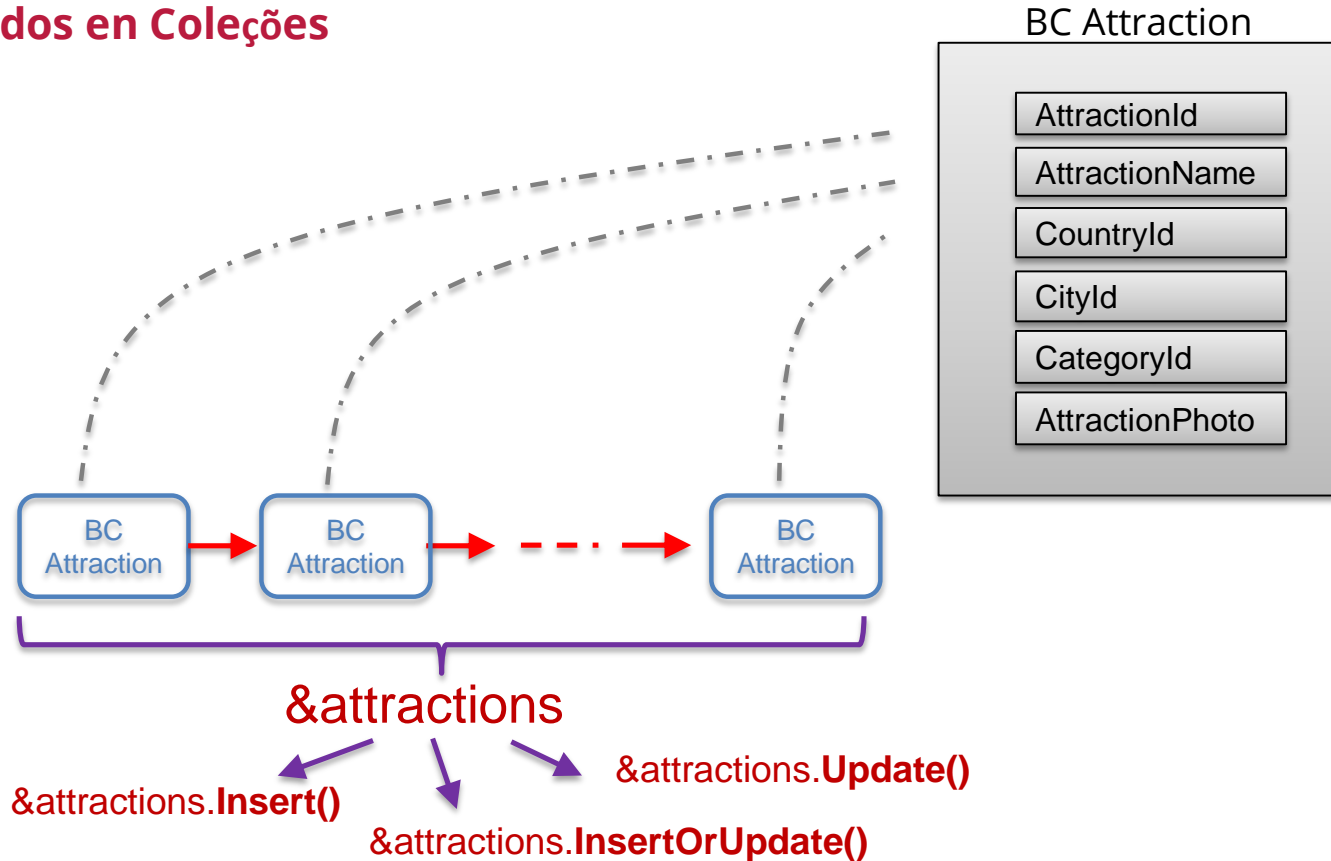 dos en Coleções
BC Attraction
AttractionId
AttractionName
CountryId
CityId
CategoryId
AttractionPhoto
BC
Attraction
BC
Attraction
BC
Attraction
&attractions
&attractions.Update()
&attractions.Insert()
&attractions.InsertOrUpdate()